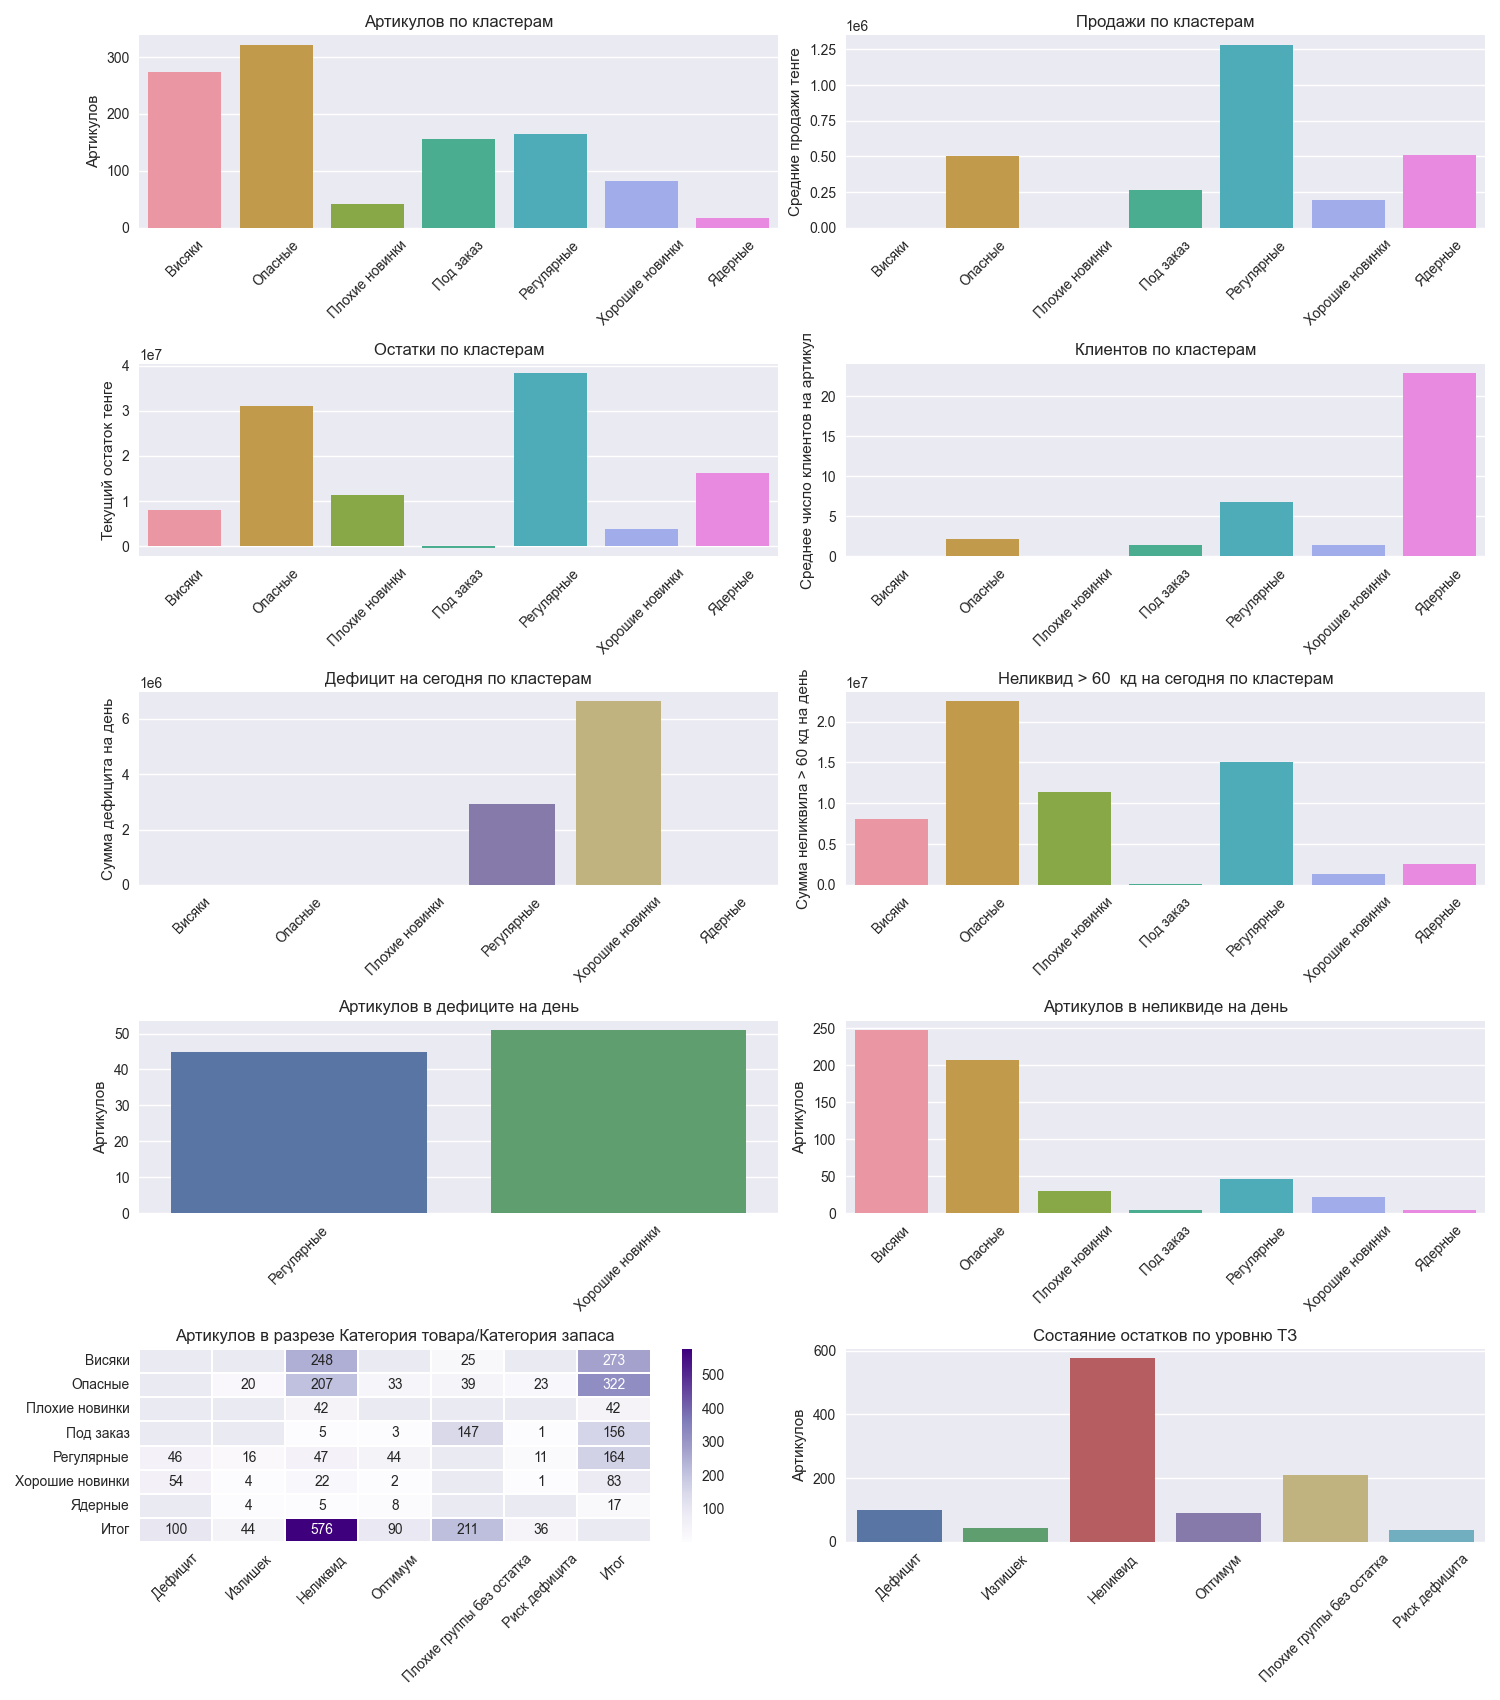 Артикулов по кластерам
Артикулов
300
200
100
0
Висяки
Опасные
Плохие новинки
Под заказ
Регулярные
Хорошие новинки
Ядерные
Продажи по кластерам
1e6
Средние продажи тенге
1.25
1.00
0.75
0.50
0.25
0.00
Висяки
Опасные
Плохие новинки
Под заказ
Регулярные
Хорошие новинки
Ядерные
Остатки по кластерам
1e7
Текущий остаток тенге
4
3
2
1
0
Висяки
Опасные
Плохие новинки
Под заказ
Регулярные
Хорошие новинки
Ядерные
Клиентов по кластерам
Среднее число клиентов на артикул
20
15
10
5
0
Висяки
Опасные
Плохие новинки
Под заказ
Регулярные
Хорошие новинки
Ядерные
Дефицит на сегодня по кластерам
1e6
Сумма дефицита на день
6
4
2
0
Висяки
Опасные
Плохие новинки
Регулярные
Хорошие новинки
Ядерные
Неликвид > 60 кд на сегодня по кластерам
1e7
Сумма неликвила > 60 кд на день
2.0
1.5
1.0
0.5
0.0
Висяки
Опасные
Плохие новинки
Под заказ
Регулярные
Хорошие новинки
Ядерные
Артикулов в дефиците на день
Артикулов
50
40
30
20
10
0
Регулярные
Хорошие новинки
Артикулов в неликвиде на день
Артикулов
250
200
150
100
50
0
Висяки
Опасные
Плохие новинки
Под заказ
Регулярные
Хорошие новинки
Ядерные
Артикулов в разрезе Категория товара/Категория запаса
Висяки 248 25 273
Опасные 20 207 33 39 23 322
Плохие новинки 42 42
Под заказ 5 3 147 1 156
Регулярные 46 16 47 44 11 164
Хорошие новинки 54 4 22 2 1 83
Ядерные 4 5 8 17
Итог 100 44 576 90 211 36
Дефицит
Излишек
Неликвид
Оптимум
Плохие группы без остатка
Риск дефицита
Итог
500
400
300
200
100
Состаяние остатков по уровню ТЗ
Артикулов
600
400
200
0
Дефицит
Излишек
Неликвид
Оптимум
Плохие группы без остатка
Риск дефицита